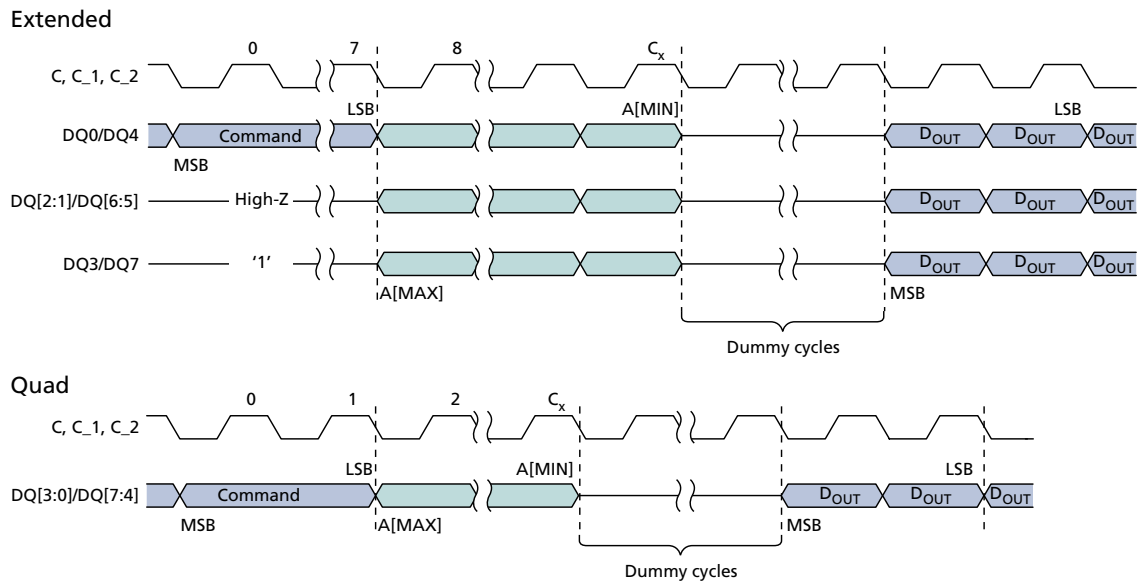 Extended
0 7 8 Cx
C, C_1, C_2
LSB A[MIN] LSB
DQ0/DQ4 Command DOUT DOUT DOUT
MSB
DQ[2:1]/DQ[6:5] High-Z DOUT DOUT DOUT
DQ3/DQ7 ‘1’ DOUT DOUT DOUT
A[MAX] MSB
Dummy cycles
Quad
0 1 2 Cx
C, C_1, C_2
LSB A[MIN] LSB
DQ[3:0]/DQ[7:4] Command DOUT DOUT DOUT
MSB A[MAX] MSB
Dummy cycles